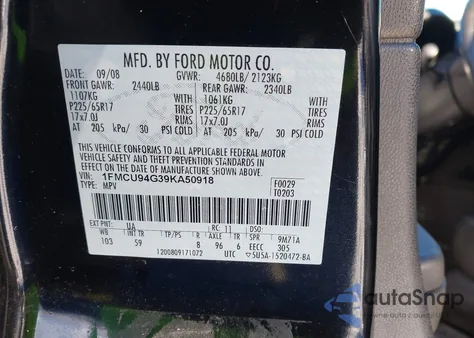 MFD. BY FORD MOTOR CO.
DATE: 09/08 GVWR: 4680LB/ 2123KG
FRONT GAWR: 2440LB REAR GAWR: 2340LB
1107KG 1061KG
P225/65R17 TIRES P225/65R17 TIRES
17x7.0J RIMS 17x7.0J RIMS
AT 205 kPa/ 30 PSI COLD AT 205 kPa/ 30 PSI COLD
THIS VEHICLE CONFORMS TO ALL APPLICABLE FEDERAL MOTOR
VEHICLE SAFETY AND BUMPER STANDARDS IN EFFECT ON THE
DATE OF MANUFACTURE SHOWN ABOVE.
VIN: 1FMCU94G39KA50918 F0029
TYPE: MPV T0203
EXT PNT: UA RC: 11 DSO:
WB INT TR TP/PS R AXLE TR SPR 9M71A
103 59 8 96 6 EECC 305
1200809171072 UTC 5U5A-1520472-BA
autoSnap